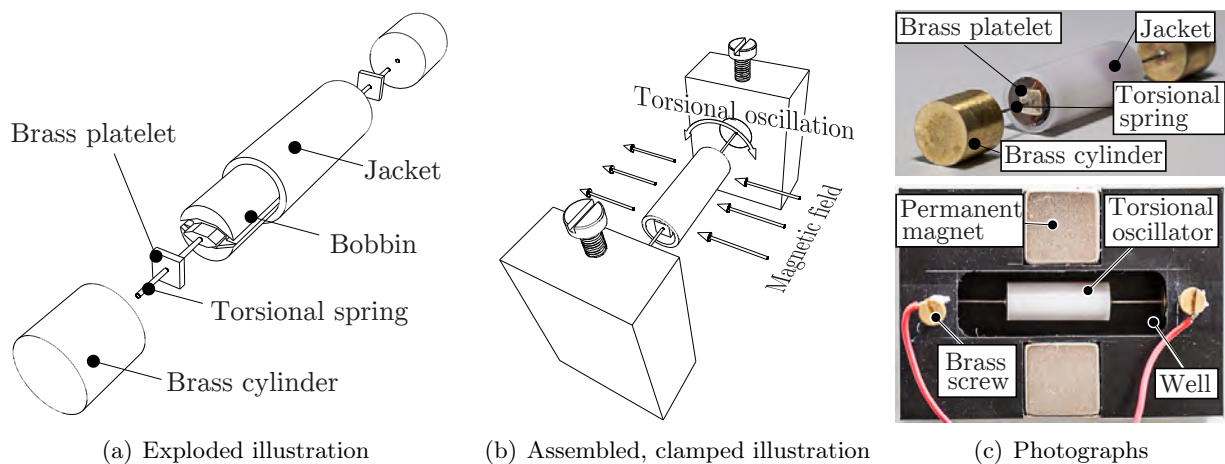 Brass platelet
Jacket
Bobbin
Torsional spring
Brass cylinder
(a) Exploded illustration
Torsional oscillation
Magnetic field
(b) Assembled, clamped illustration
Brass platelet
Jacket
Torsional
spring
Brass cylinder
Permanent
magnet
Torsional
oscillator
Brass
screw
Well
(c) Photographs